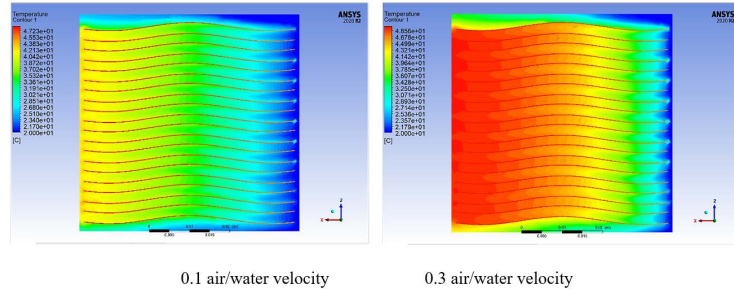 Temperature
Contour 1
4.723e+01
4.553e+01
4.383e+01
4.213e+01
4.042e+01
3.872e+01
3.702e+01
3.532e+01
3.361e+01
3.191e+01
3.021e+01
2.851e+01
2.680e+01
2.510e+01
2.340e+01
2.170e+01
2.000e+01
[C]
ANSYS
2020 R2
Temperature
Contour 1
4.856e+01
4.678e+01
4.499e+01
4.321e+01
4.142e+01
3.964e+01
3.785e+01
3.607e+01
3.428e+01
3.250e+01
3.071e+01
2.893e+01
2.714e+01
2.536e+01
2.357e+01
2.179e+01
2.000e+01
[C]
ANSYS
2020 R2
0.1 air/water velocity
0.3 air/water velocity